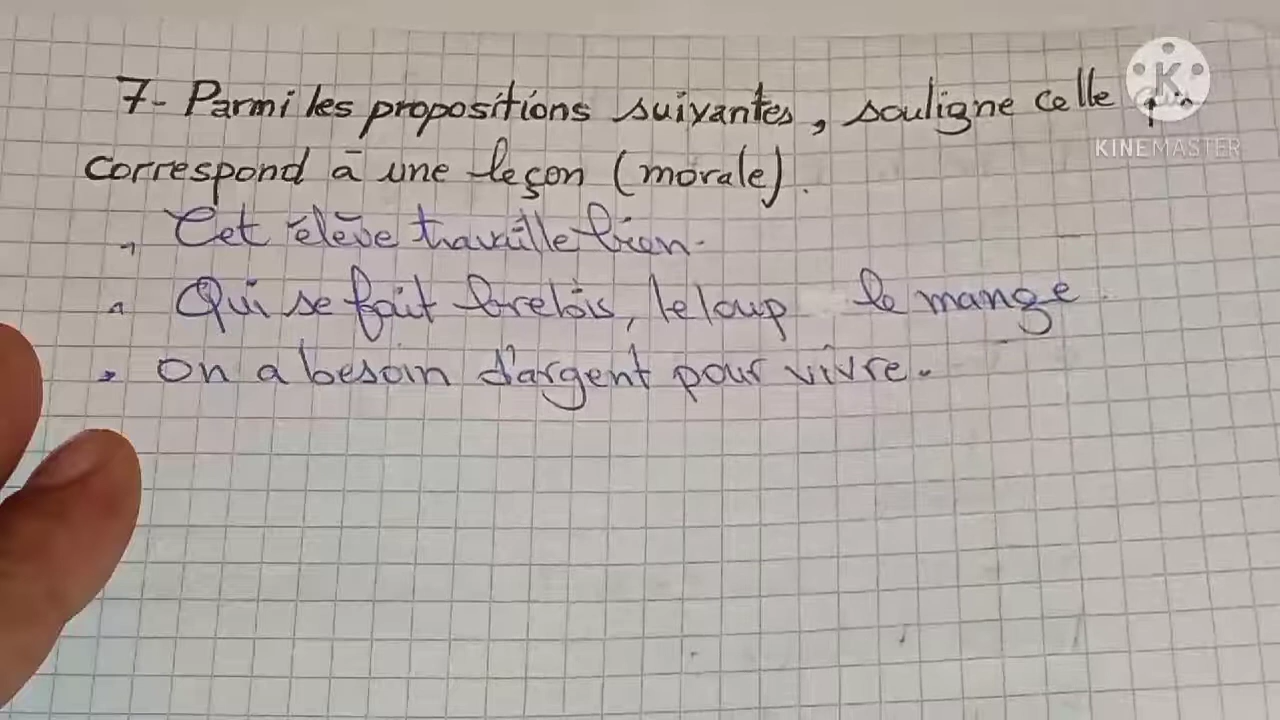 7- Parmi les propositions suivantes, souligne celle qui
correspond à une leçon (morale).
Cet élève travaille bien.
Qui se fait brebis, le loup le mange.
On a besoin d'argent pour vivre.
KINEMASTER